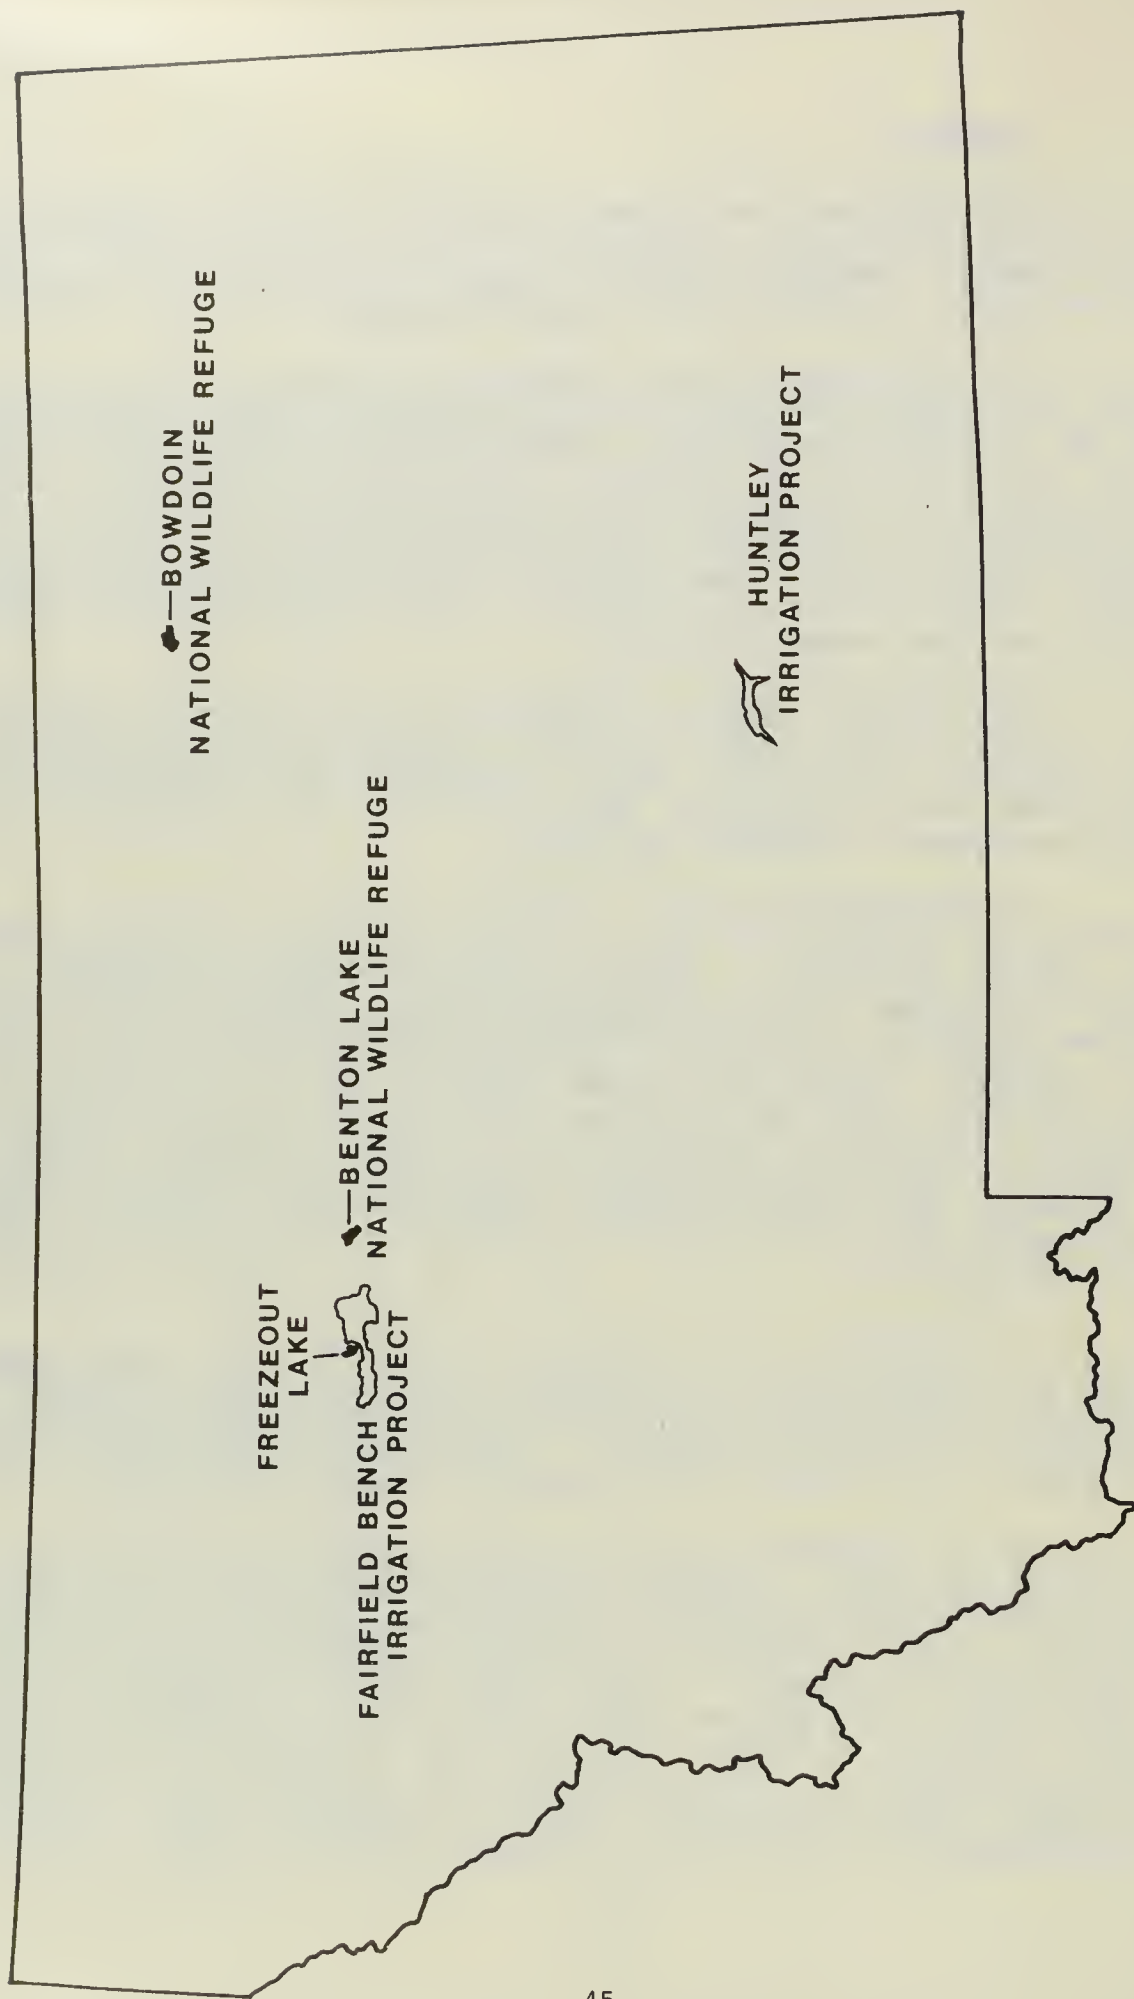 BOWDOIN
NATIONAL WILDLIFE REFUGE
FREEZEOUT
LAKE
BENTON LAKE
NATIONAL WILDLIFE REFUGE
FAIRFIELD BENCH
IRRIGATION PROJECT
HUNTLEY
IRRIGATION PROJECT
45